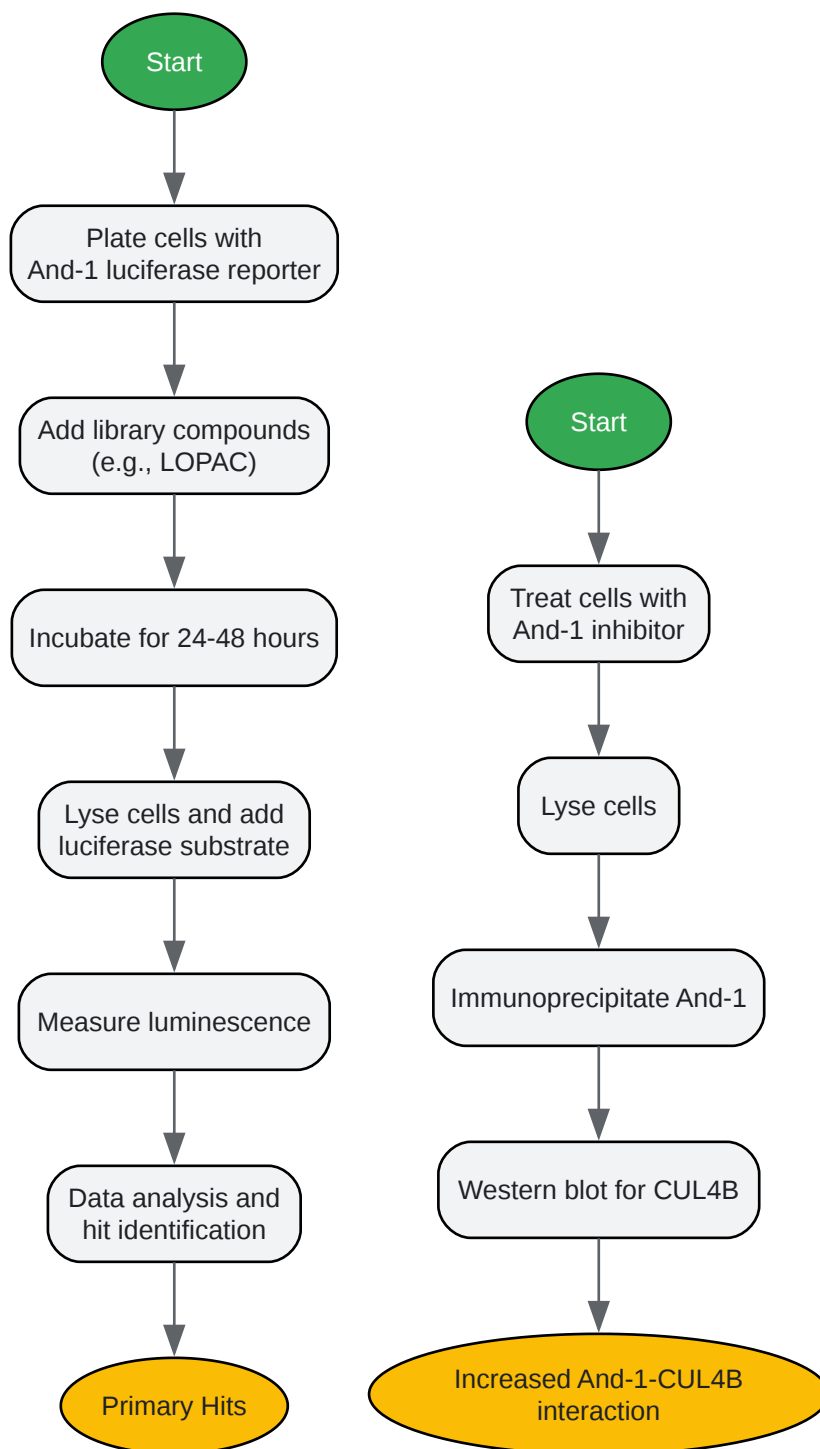 Start
Plate cells with
And-1 luciferase reporter
Add library compounds
(e.g., LOPAC)
Incubate for 24-48 hours
Lyse cells and add
luciferase substrate
Measure luminescence
Data analysis and
hit identification
Primary Hits
Start
Treat cells with
And-1 inhibitor
Lyse cells
Immunoprecipitate And-1
Western blot for CUL4B
Increased And-1-CUL4B
interaction